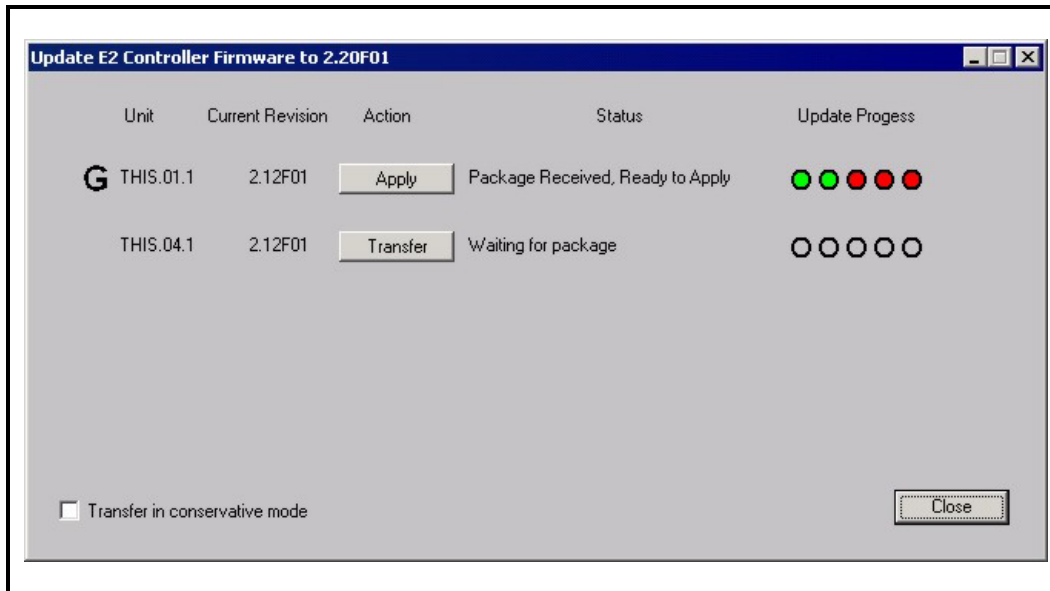 Update E2 Controller Firmware to 2.20F01
Unit Current Revision Action Status Update Progess
G THIS.01.1 2.12F01 Apply Package Received, Ready to Apply
THIS.04.1 2.12F01 Transfer Waiting for package
Transfer in conservative mode
Close